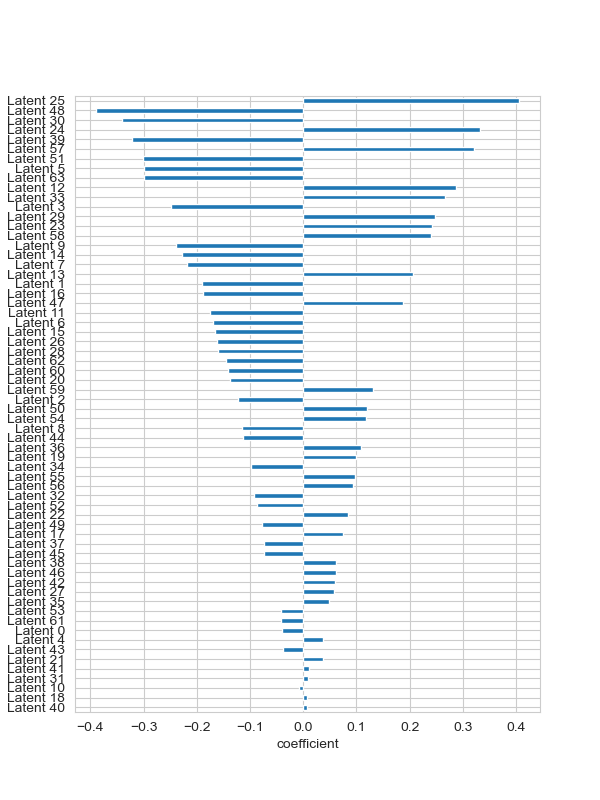 Latent 25
Latent 48
Latent 30
Latent 24
Latent 39
Latent 57
Latent 51
Latent 5
Latent 63
Latent 12
Latent 33
Latent 3
Latent 29
Latent 23
Latent 58
Latent 9
Latent 14
Latent 7
Latent 13
Latent 1
Latent 16
Latent 47
Latent 11
Latent 6
Latent 15
Latent 26
Latent 28
Latent 62
Latent 60
Latent 20
Latent 59
Latent 2
Latent 50
Latent 54
Latent 8
Latent 44
Latent 36
Latent 19
Latent 34
Latent 55
Latent 56
Latent 32
Latent 52
Latent 22
Latent 49
Latent 17
Latent 37
Latent 45
Latent 38
Latent 46
Latent 42
Latent 27
Latent 35
Latent 53
Latent 61
Latent 0
Latent 4
Latent 43
Latent 21
Latent 41
Latent 31
Latent 10
Latent 18
Latent 40
−0.4 −0.3 −0.2 −0.1 0.0 0.1 0.2 0.3 0.4
coefficient